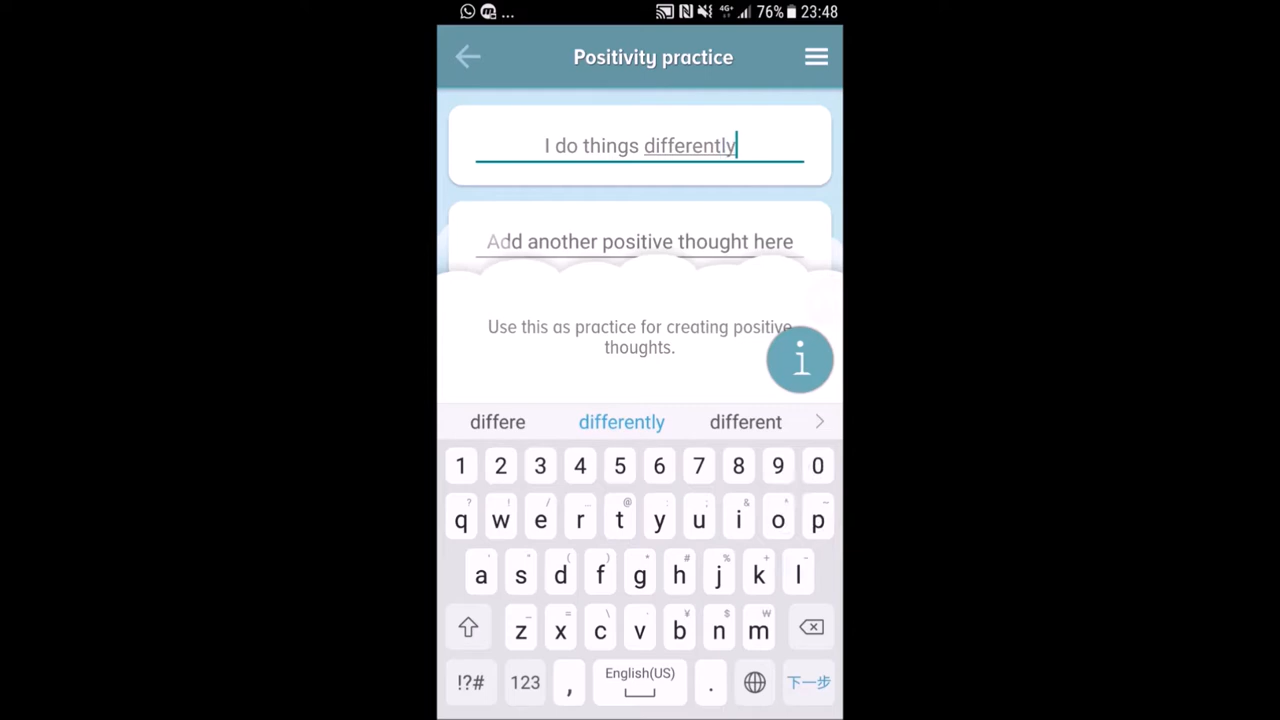 ... 4G+ 76% 23:48
Positivity practice
I do things differently
Add another positive thought here
Use this as practice for creating positive
thoughts.
i
differe differently different
1 2 3 4 5 6 7 8 9 0
q w e r t y u i o p
a s d f g h j k l
z x c v b n m
!?# 123 , English(US) . 下一步